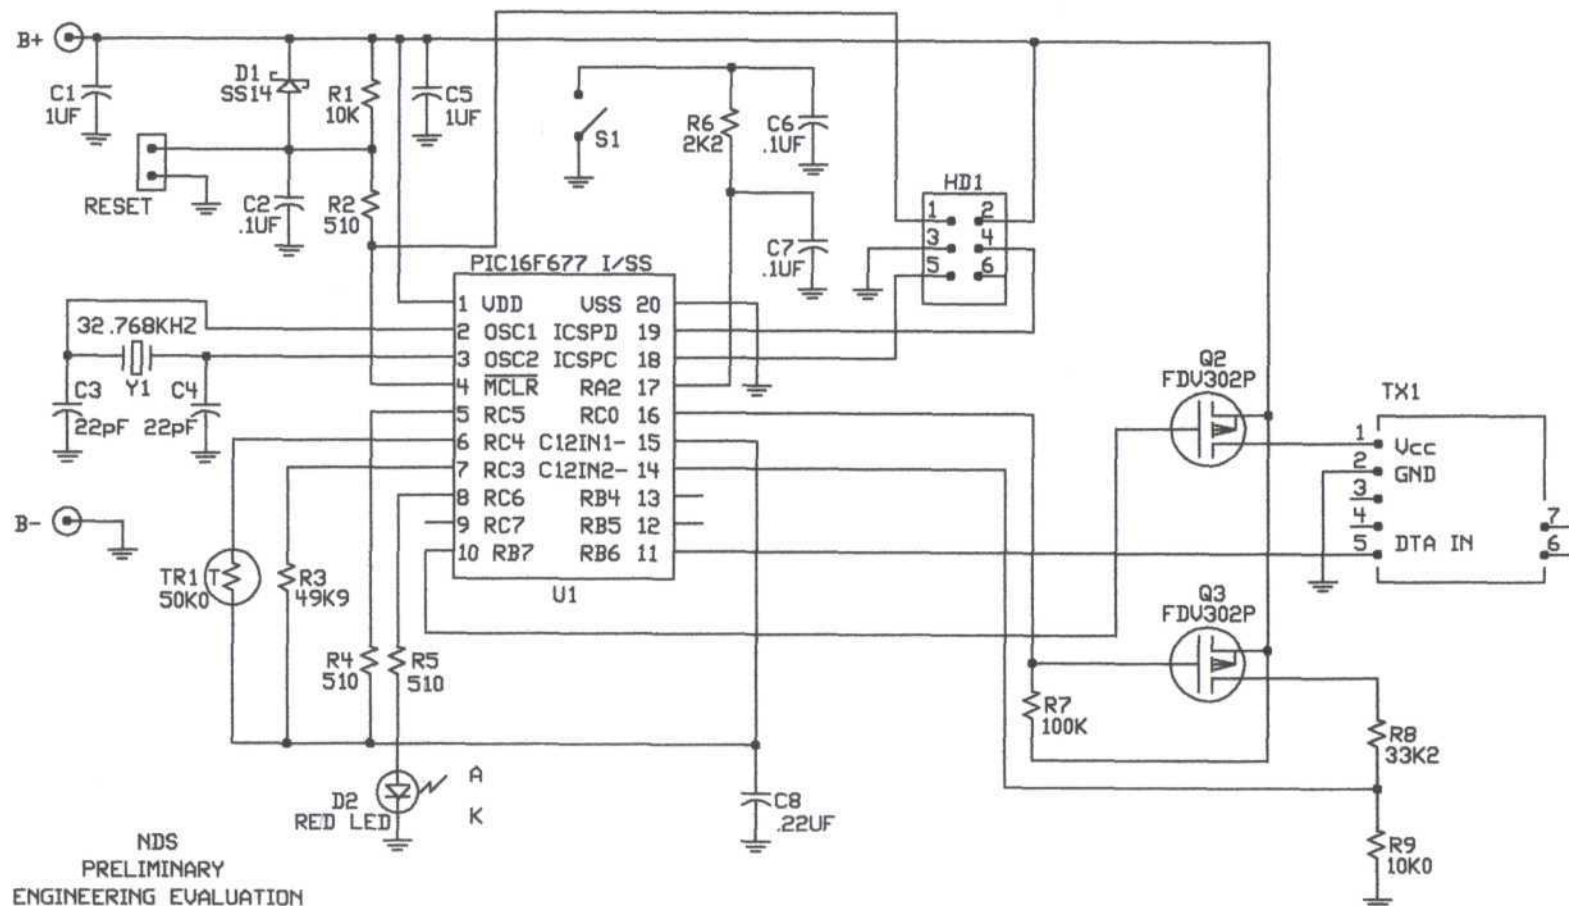 B+
C1
1UF
D1
SS14
R1
10K
C5
1UF
S1
R6
2K2
C6
.1UF
RESET
C2
.1UF
R2
510
C7
.1UF
HD1
1 2
3 4
5 6
PIC16F677 I/SS
1 VDD VSS 20
2 OSC1 ICSPD 19
3 OSC2 ICSPC 18
4 MCLR RA2 17
5 RC5 RC0 16
6 RC4 C12IN1- 15
7 RC3 C12IN2- 14
8 RC6 RB4 13
9 RC7 RB5 12
10 RB7 RB6 11
U1
32.768KHZ
Y1
C3
22pF
C4
22pF
B-
TR1 T
50K0
R3
49K9
R4
510
R5
510
Q2
FDV302P
TX1
1 Vcc
2 GND
3
4
5 DTA IN
7
6
Q3
FDV302P
R7
100K
R8
33K2
R9
10K0
D2
RED LED
A
K
C8
.22UF
NDS
PRELIMINARY
ENGINEERING EVALUATION